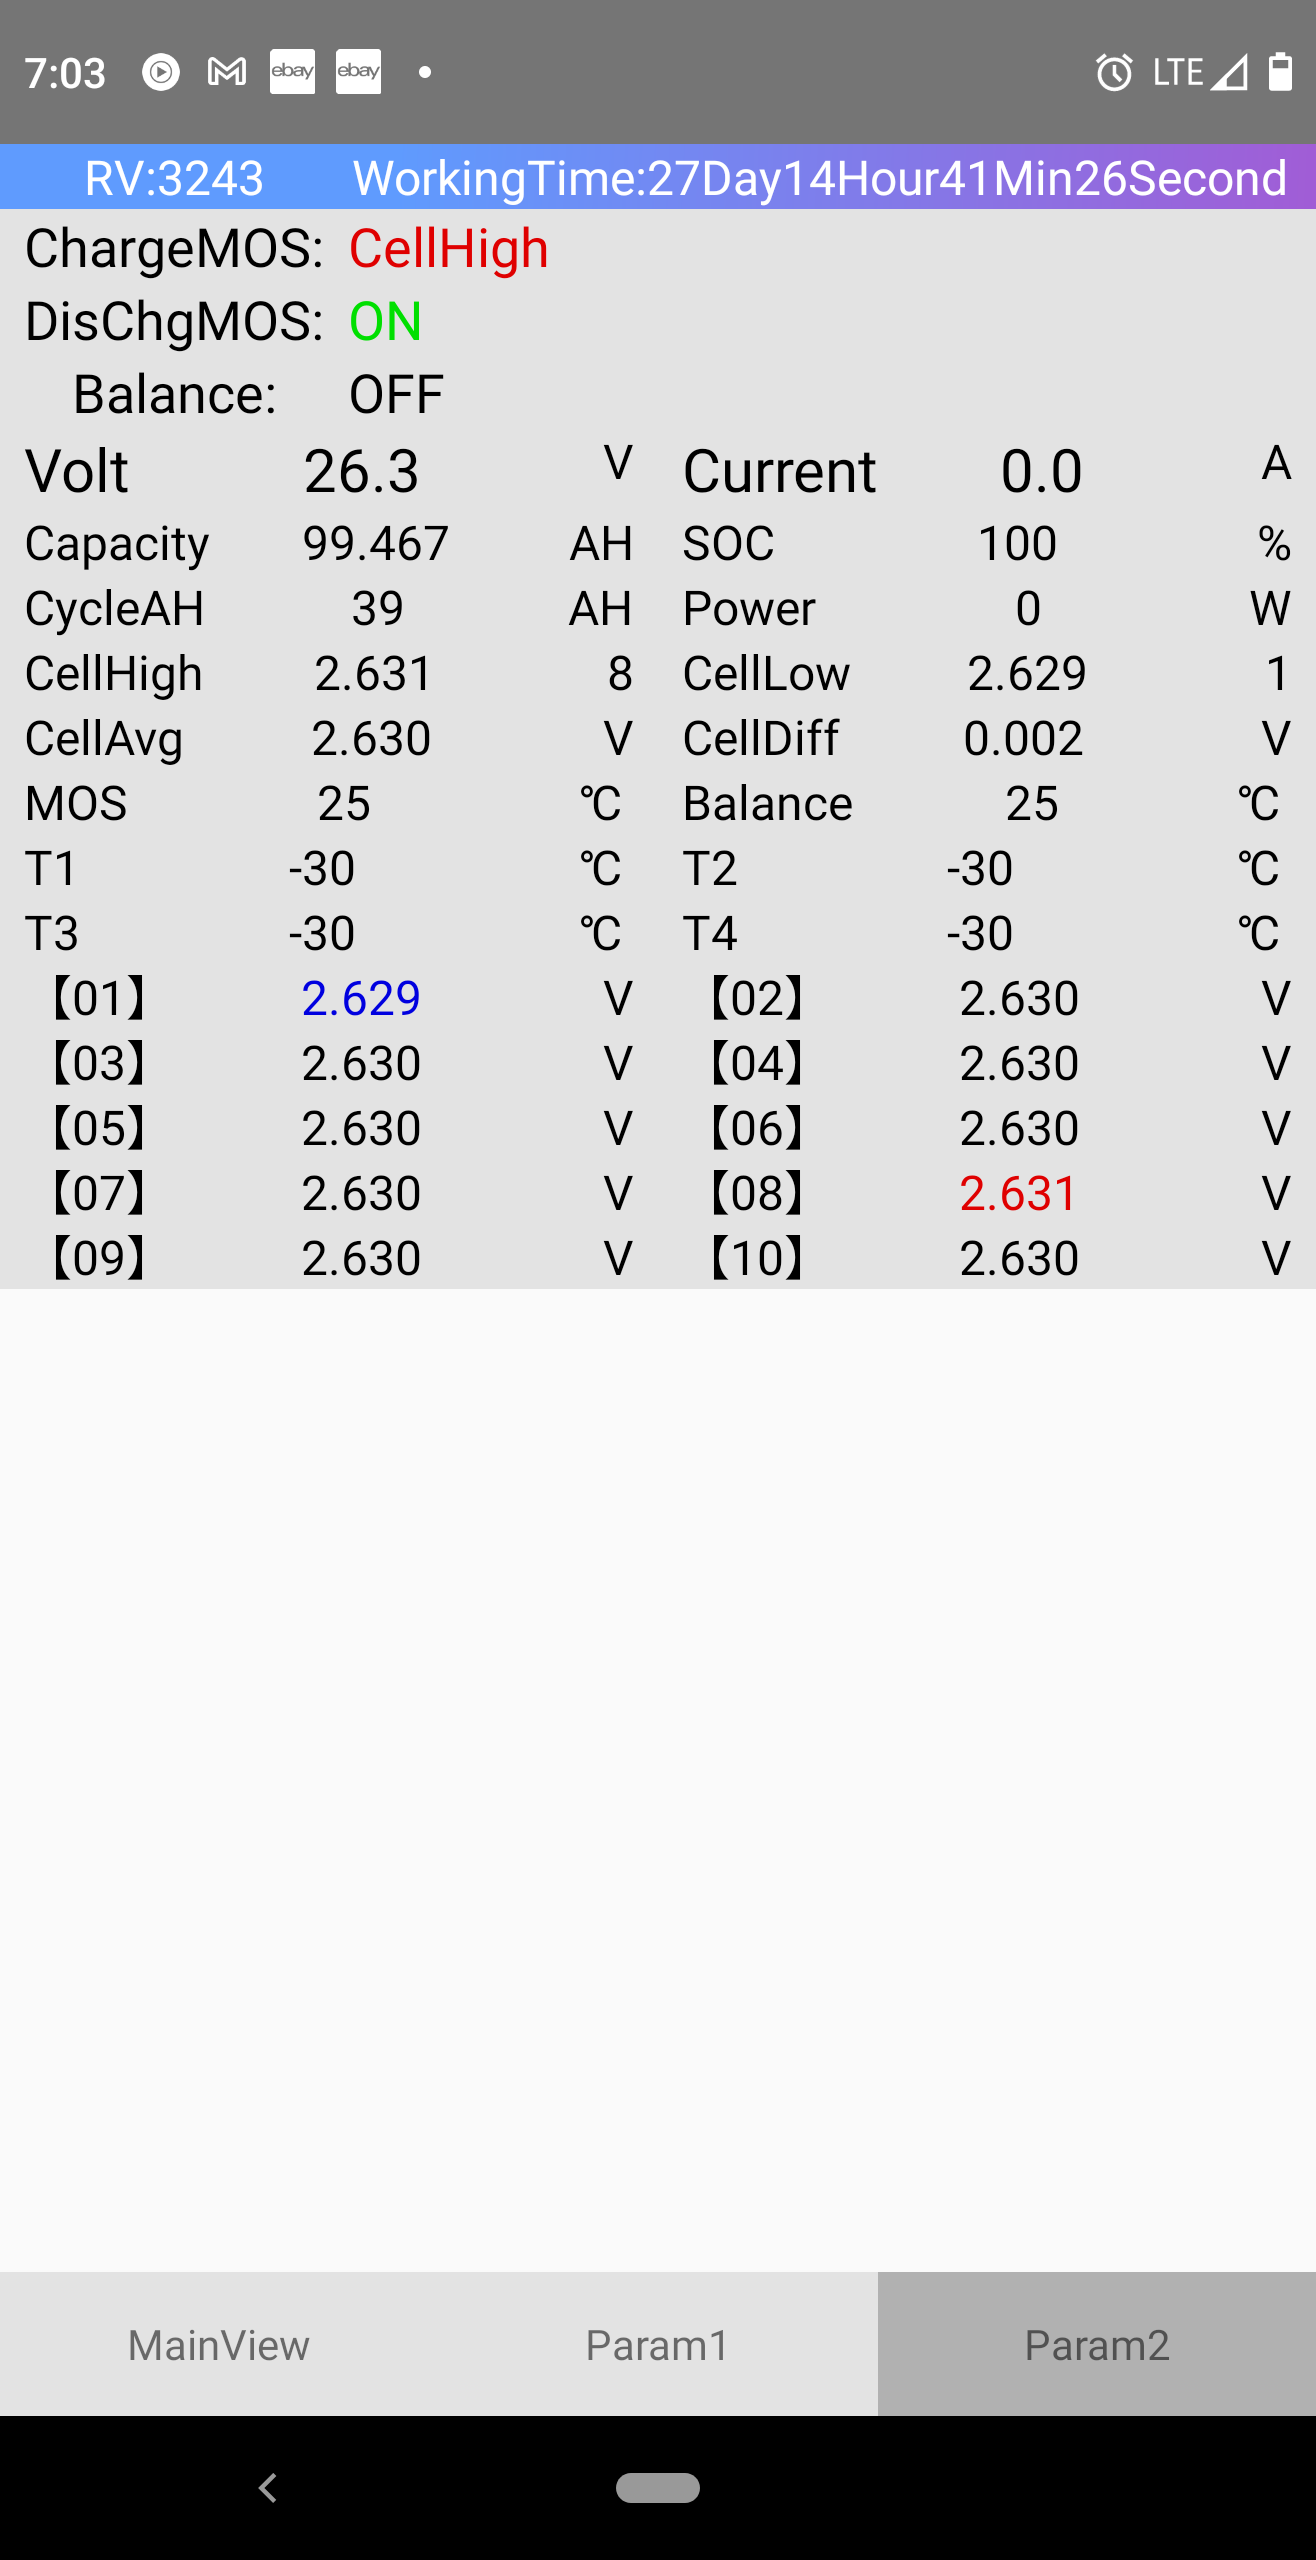 7:03 ebay ebay LTE
RV:3243 WorkingTime:27Day14Hour41Min26Second
ChargeMOS: CellHigh
DisChgMOS: ON
Balance: OFF
Volt 26.3 V Current 0.0 A
Capacity 99.467 AH SOC 100 %
CycleAH 39 AH Power 0 W
CellHigh 2.631 8 CellLow 2.629 1
CellAvg 2.630 V CellDiff 0.002 V
MOS 25 ℃ Balance 25 ℃
T1 -30 ℃ T2 -30 ℃
T3 -30 ℃ T4 -30 ℃
【01】 2.629 V 【02】 2.630 V
【03】 2.630 V 【04】 2.630 V
【05】 2.630 V 【06】 2.630 V
【07】 2.630 V 【08】 2.631 V
【09】 2.630 V 【10】 2.630 V
MainView Param1 Param2